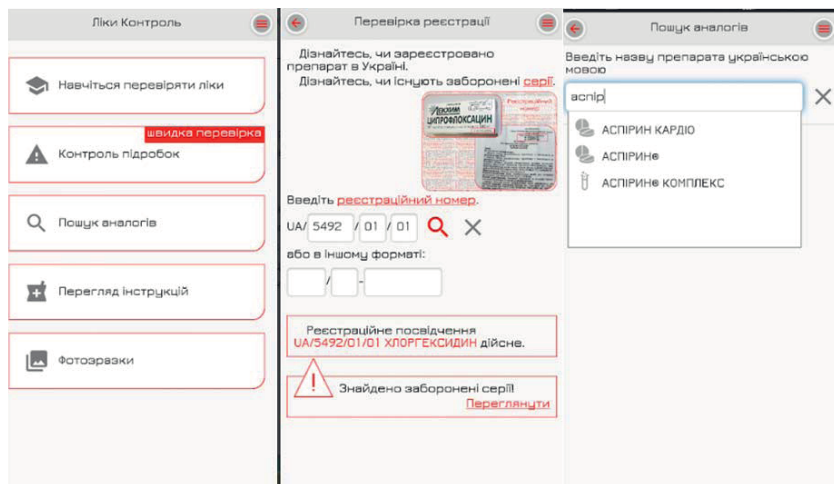 Ліки Контроль
Навчіться перевіряти ліки
швидка перевірка
Контроль підробок
Пошук аналогів
Перегляд інструкцій
Фотозразки
Перевірка реєстрації
Дізнайтесь, чи зареєстровано
препарат в Україні.
Дізнайтесь, чи існують заборонені серії.
Реєстраційний
номер
ЦИПРОФЛОКСАЦИН
Введіть реєстраційний номер.
UA/ 5492 / 01 / 01
або в іншому форматі:
/ -
Реєстраційне посвідчення
UA/5492/01/01 ХЛОРГЕКСИДИН дійсне.
Знайдено заборонені серії!
Переглянути
Пошук аналогів
Введіть назву препарата українською
мовою
аспір
АСПІРИН КАРДІО
АСПІРИН®
АСПІРИН® КОМПЛЕКС